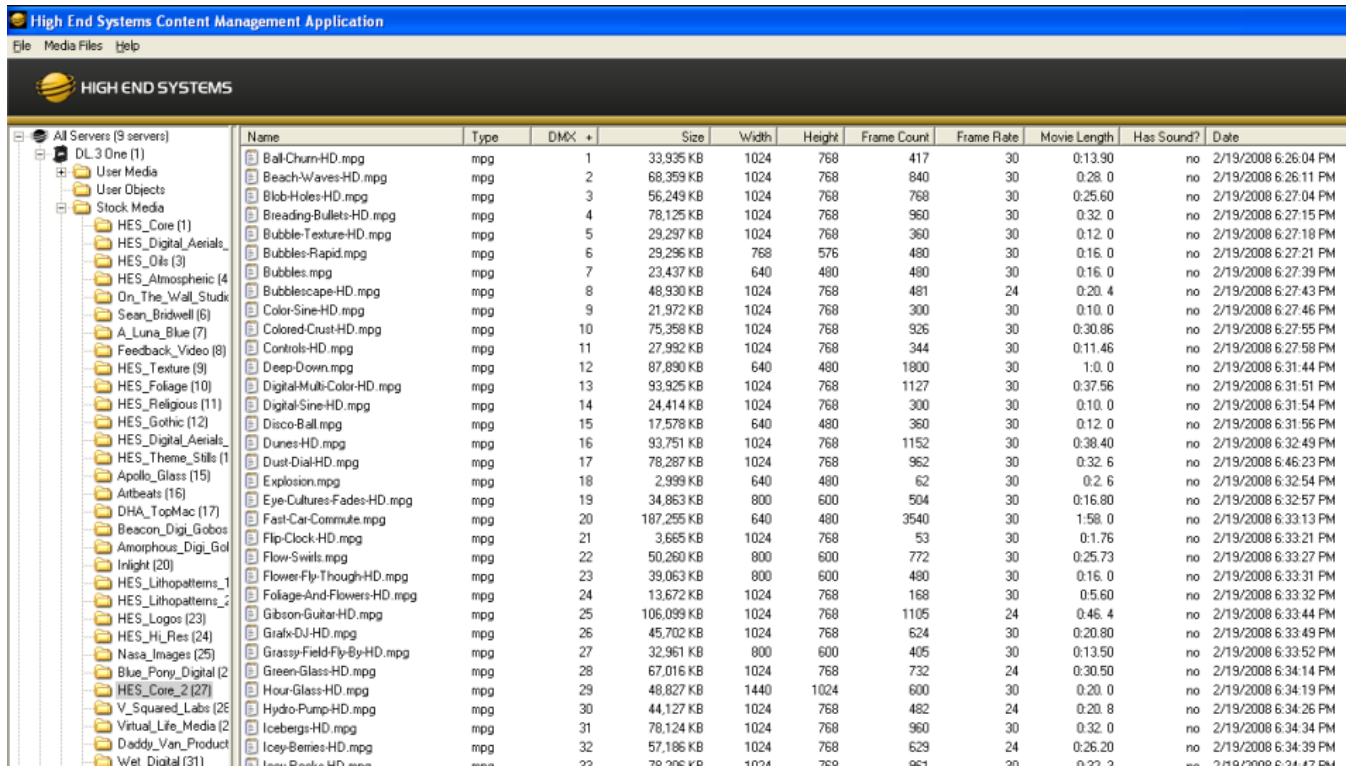 High End Systems Content Management Application
File Media Files Help
HIGH END SYSTEMS
All Servers (9 servers)
DL.3 One (1)
User Media
User Objects
Stock Media
HES_Core (1)
HES_Digital_Aerials_
HES_Oils (3)
HES_Atmospheric (4
On_The_Wall_Studi
Sean_Bridwell (6)
A_Luna_Blue (7)
Feedback_Video (8)
HES_Texture (9)
HES_Foliage (10)
HES_Religious (11)
HES_Gothic (12)
HES_Digital_Aerials_
HES_Theme_Stills (1
Apollo_Glass (15)
Artbeats (16)
DHA_TopMac (17)
Beacon_Digi_Gobos
Amorphous_Digi_Gol
Inlight (20)
HES_Lithopatterns_1
HES_Lithopatterns_2
HES_Logos (23)
HES_Hi_Res (24)
Nasa_Images (25)
Blue_Pony_Digital (2
HES_Core_2 (27)
V_Squared_Labs (28
Virtual_Life_Media (2
Daddy_Van_Product
Wet_Digital (31)
Name Type DMX + Size Width Height Frame Count Frame Rate Movie Length Has Sound? Date
Ball-Churn-HD.mpg mpg 1 33,935 KB 1024 768 417 30 0:13.90 no 2/19/2008 6:26:04 PM
Beach-Waves-HD.mpg mpg 2 68,359 KB 1024 768 840 30 0:28. 0 no 2/19/2008 6:26:11 PM
Blob-Holes-HD.mpg mpg 3 56,249 KB 1024 768 768 30 0:25.60 no 2/19/2008 6:27:04 PM
Breading-Bullets-HD.mpg mpg 4 78,125 KB 1024 768 960 30 0:32. 0 no 2/19/2008 6:27:15 PM
Bubble-Texture-HD.mpg mpg 5 29,297 KB 1024 768 360 30 0:12. 0 no 2/19/2008 6:27:18 PM
Bubbles-Rapid.mpg mpg 6 29,296 KB 768 576 480 30 0:16. 0 no 2/19/2008 6:27:21 PM
Bubbles.mpg mpg 7 23,437 KB 640 480 480 30 0:16. 0 no 2/19/2008 6:27:39 PM
Bubblescape-HD.mpg mpg 8 48,930 KB 1024 768 481 24 0:20. 4 no 2/19/2008 6:27:43 PM
Color-Sine-HD.mpg mpg 9 21,972 KB 1024 768 300 30 0:10. 0 no 2/19/2008 6:27:46 PM
Colored-Crust-HD.mpg mpg 10 75,358 KB 1024 768 926 30 0:30.86 no 2/19/2008 6:27:55 PM
Controls-HD.mpg mpg 11 27,992 KB 1024 768 344 30 0:11.46 no 2/19/2008 6:27:58 PM
Deep-Down.mpg mpg 12 87,890 KB 640 480 1800 30 1:0. 0 no 2/19/2008 6:31:44 PM
Digital-Multi-Color-HD.mpg mpg 13 93,925 KB 1024 768 1127 30 0:37.56 no 2/19/2008 6:31:51 PM
Digital-Sine-HD.mpg mpg 14 24,414 KB 1024 768 300 30 0:10. 0 no 2/19/2008 6:31:54 PM
Disco-Ball.mpg mpg 15 17,578 KB 640 480 360 30 0:12. 0 no 2/19/2008 6:31:56 PM
Dunes-HD.mpg mpg 16 93,751 KB 1024 768 1152 30 0:38.40 no 2/19/2008 6:32:49 PM
Dust-Dial-HD.mpg mpg 17 78,287 KB 1024 768 962 30 0:32. 6 no 2/19/2008 6:46:23 PM
Explosion.mpg mpg 18 2,999 KB 640 480 62 30 0:2. 6 no 2/19/2008 6:32:54 PM
Eye-Cultures-Fades-HD.mpg mpg 19 34,863 KB 800 600 504 30 0:16.80 no 2/19/2008 6:32:57 PM
Fast-Car-Commute.mpg mpg 20 187,255 KB 640 480 3540 30 1:58. 0 no 2/19/2008 6:33:13 PM
Flip-Clock-HD.mpg mpg 21 3,665 KB 1024 768 53 30 0:1.76 no 2/19/2008 6:33:21 PM
Flow-Swirls.mpg mpg 22 50,260 KB 800 600 772 30 0:25.73 no 2/19/2008 6:33:27 PM
Flower-Fly-Though-HD.mpg mpg 23 39,063 KB 800 600 480 30 0:16. 0 no 2/19/2008 6:33:31 PM
Foliage-And-Flowers-HD.mpg mpg 24 13,672 KB 1024 768 168 30 0:5.60 no 2/19/2008 6:33:32 PM
Gibson-Guitar-HD.mpg mpg 25 106,099 KB 1024 768 1105 24 0:46. 4 no 2/19/2008 6:33:44 PM
Grafx-DJ-HD.mpg mpg 26 45,702 KB 1024 768 624 30 0:20.80 no 2/19/2008 6:33:49 PM
Grassy-Field-Fly-By-HD.mpg mpg 27 32,961 KB 800 600 405 30 0:13.50 no 2/19/2008 6:33:52 PM
Green-Glass-HD.mpg mpg 28 67,016 KB 1024 768 732 24 0:30.50 no 2/19/2008 6:34:14 PM
Hour-Glass-HD.mpg mpg 29 48,827 KB 1440 1024 600 30 0:20. 0 no 2/19/2008 6:34:19 PM
Hydro-Pump-HD.mpg mpg 30 44,127 KB 1024 768 482 24 0:20. 8 no 2/19/2008 6:34:26 PM
Icebergs-HD.mpg mpg 31 78,124 KB 1024 768 960 30 0:32. 0 no 2/19/2008 6:34:34 PM
Icey-Berries-HD.mpg mpg 32 57,186 KB 1024 768 629 24 0:26.20 no 2/19/2008 6:34:39 PM